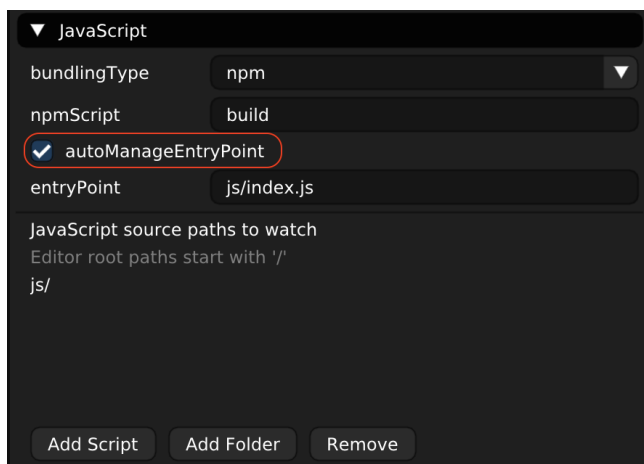 JavaScript
bundlingType npm
npmScript build
autoManageEntryPoint
entryPoint js/index.js
JavaScript source paths to watch
Editor root paths start with '/'
js/
Add Script Add Folder Remove